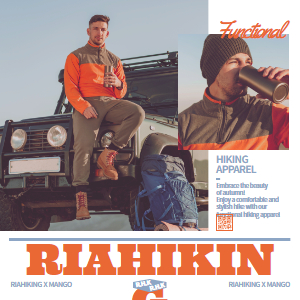 Functional
HIKING
APPAREL
Embrace the beauty
of autumn!
Enjoy a comfortable and
stylish hike with our
functional hiking apparel
RIAHIKIN
RIAHIKING X MANGO
RIAHIKING X MANGO
G